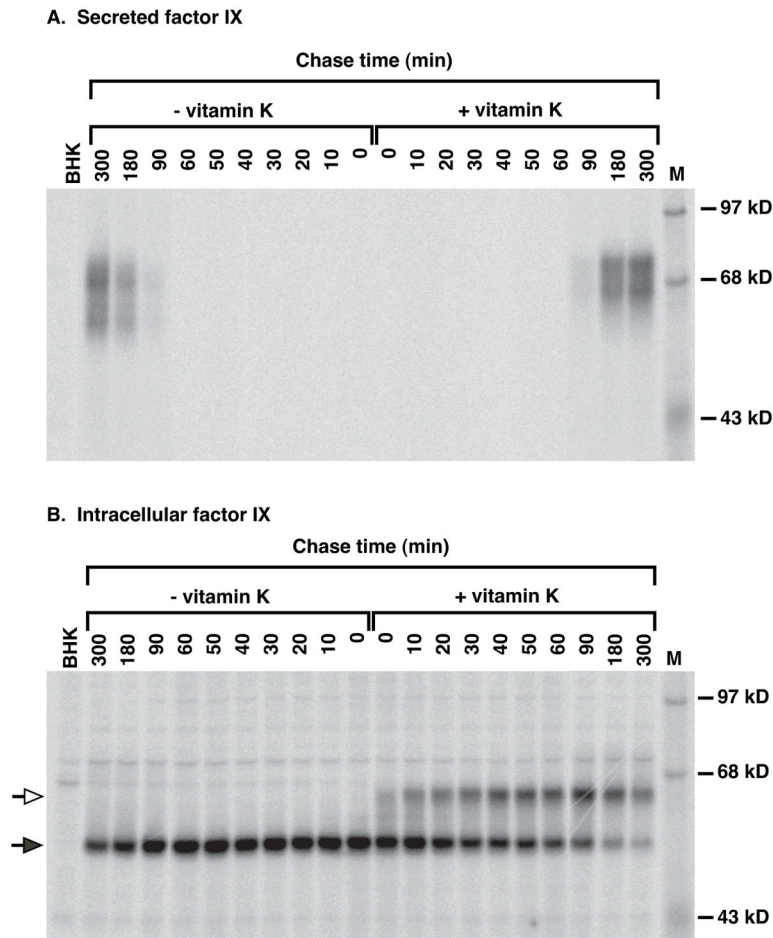 A. Secreted factor IX
Chase time (min)
- vitamin K + vitamin K
BHK 300 180 90 60 50 40 30 20 10 0 0 10 20 30 40 50 60 90 180 300 M
97 kD
68 kD
43 kD
B. Intracellular factor IX
Chase time (min)
- vitamin K + vitamin K
BHK 300 180 90 60 50 40 30 20 10 0 0 10 20 30 40 50 60 90 180 300 M
97 kD
68 kD
43 kD